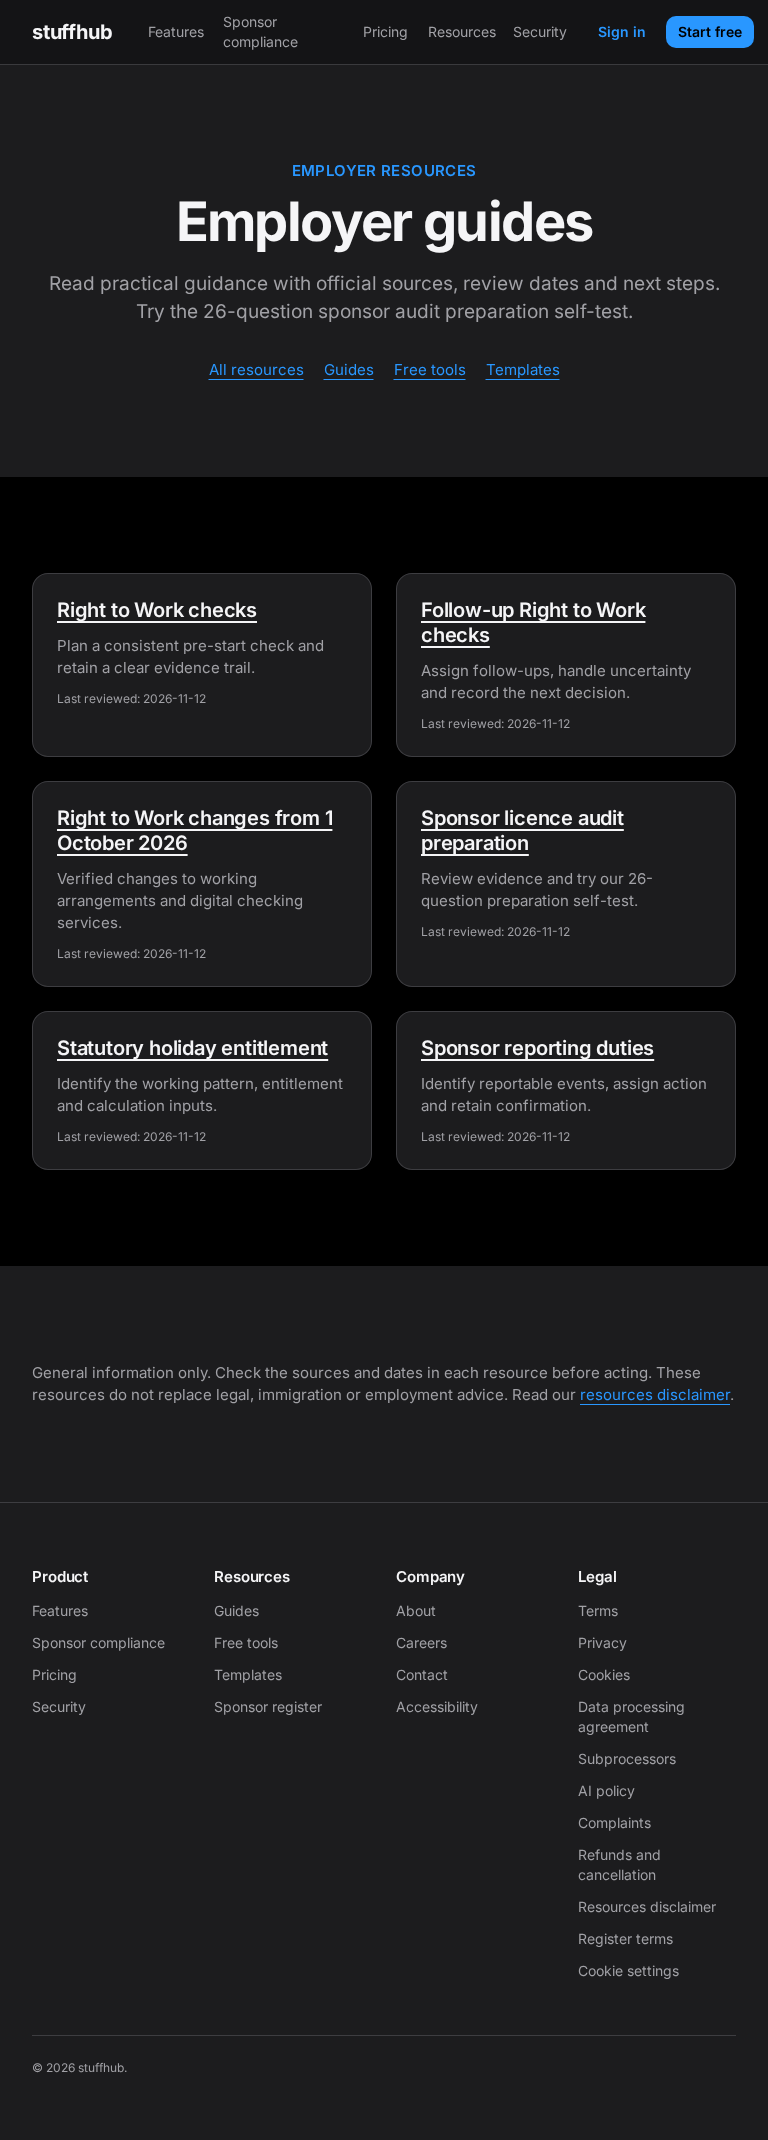 stuffhub
Features
Sponsor
compliance
Pricing
Resources
Security
Sign in
Start free
EMPLOYER RESOURCES
Employer guides
Read practical guidance with official sources, review dates and next steps.
Try the 26-question sponsor audit preparation self-test.
All resources
Guides
Free tools
Templates
Right to Work checks
Plan a consistent pre-start check and
retain a clear evidence trail.
Last reviewed: 2026-11-12
Follow-up Right to Work
checks
Assign follow-ups, handle uncertainty
and record the next decision.
Last reviewed: 2026-11-12
Right to Work changes from 1
October 2026
Verified changes to working
arrangements and digital checking
services.
Last reviewed: 2026-11-12
Sponsor licence audit
preparation
Review evidence and try our 26-
question preparation self-test.
Last reviewed: 2026-11-12
Statutory holiday entitlement
Identify the working pattern, entitlement
and calculation inputs.
Last reviewed: 2026-11-12
Sponsor reporting duties
Identify reportable events, assign action
and retain confirmation.
Last reviewed: 2026-11-12
General information only. Check the sources and dates in each resource before acting. These
resources do not replace legal, immigration or employment advice. Read our resources disclaimer.
Product
Features
Sponsor compliance
Pricing
Security
Resources
Guides
Free tools
Templates
Sponsor register
Company
About
Careers
Contact
Accessibility
Legal
Terms
Privacy
Cookies
Data processing
agreement
Subprocessors
AI policy
Complaints
Refunds and
cancellation
Resources disclaimer
Register terms
Cookie settings
© 2026 stuffhub.